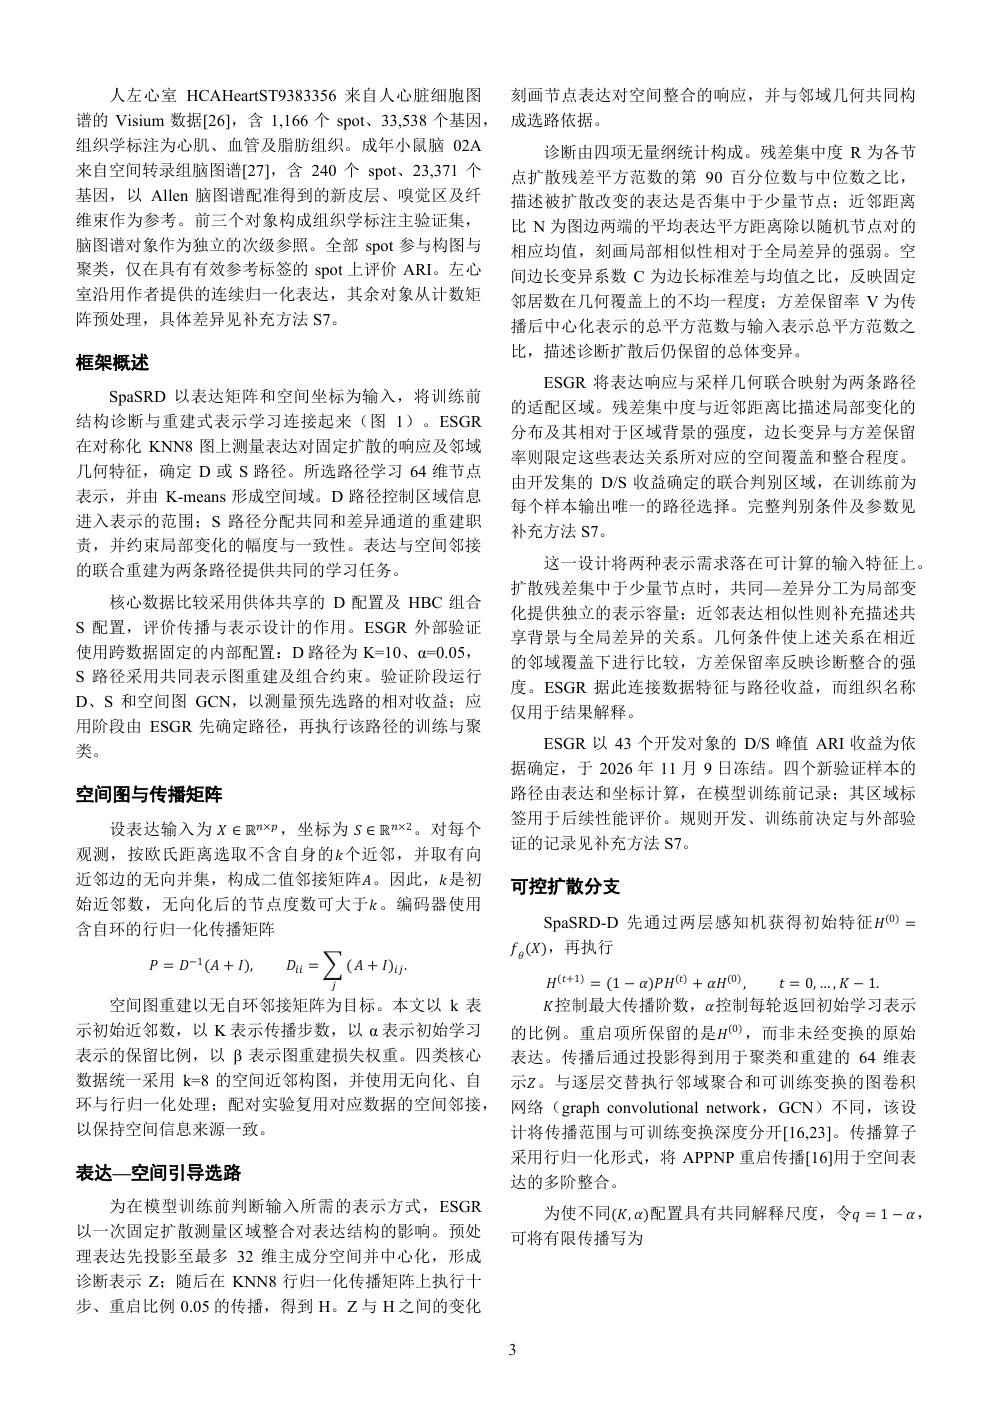 人左心室 HCAHeartST9383356 来自人心脏细胞图
谱的 Visium 数据[26]，含 1,166 个 spot、33,538 个基因，
组织学标注为心肌、血管及脂肪组织。成年小鼠脑 02A
来自空间转录组脑图谱[27]，含 240 个 spot、23,371 个
基因，以 Allen 脑图谱配准得到的新皮层、嗅觉区及纤
维束作为参考。前三个对象构成组织学标注主验证集，
脑图谱对象作为独立的次级参照。全部 spot 参与构图与
聚类，仅在具有有效参考标签的 spot 上评价 ARI。左心
室沿用作者提供的连续归一化表达，其余对象从计数矩
阵预处理，具体差异见补充方法 S7。
框架概述
SpaSRD 以表达矩阵和空间坐标为输入，将训练前
结构诊断与重建式表示学习连接起来（图 1）。ESGR
在对称化 KNN8 图上测量表达对固定扩散的响应及邻域
几何特征，确定 D 或 S 路径。所选路径学习 64 维节点
表示，并由 K-means 形成空间域。D 路径控制区域信息
进入表示的范围；S 路径分配共同和差异通道的重建职
责，并约束局部变化的幅度与一致性。表达与空间邻接
的联合重建为两条路径提供共同的学习任务。
核心数据比较采用供体共享的 D 配置及 HBC 组合
S 配置，评价传播与表示设计的作用。ESGR 外部验证
使用跨数据固定的内部配置：D 路径为 K=10、α=0.05，
S 路径采用共同表示图重建及组合约束。验证阶段运行
D、S 和空间图 GCN，以测量预先选路的相对收益；应
用阶段由 ESGR 先确定路径，再执行该路径的训练与聚
类。
空间图与传播矩阵
设表达输入为 X ∈ ℝⁿˣᵖ，坐标为 S ∈ ℝⁿˣ²。对每个
观测，按欧氏距离选取不含自身的k个近邻，并取有向
近邻边的无向并集，构成二值邻接矩阵A。因此，k是初
始近邻数，无向化后的节点度数可大于k。编码器使用
含自环的行归一化传播矩阵
P = D⁻¹(A + I), D_{ii} = ∑_j (A + I)_{ij}.
空间图重建以无自环邻接矩阵为目标。本文以 k 表
示初始近邻数，以 K 表示传播步数，以 α 表示初始学习
表示的保留比例，以 β 表示图重建损失权重。四类核心
数据统一采用 k=8 的空间近邻构图，并使用无向化、自
环与行归一化处理；配对实验复用对应数据的空间邻接，
以保持空间信息来源一致。
表达—空间引导选路
为在模型训练前判断输入所需的表示方式，ESGR
以一次固定扩散测量区域整合对表达结构的影响。预处
理表达先投影至最多 32 维主成分空间并中心化，形成
诊断表示 Z；随后在 KNN8 行归一化传播矩阵上执行十
步、重启比例 0.05 的传播，得到 H。Z 与 H 之间的变化
刻画节点表达对空间整合的响应，并与邻域几何共同构
成选路依据。
诊断由四项无量纲统计构成。残差集中度 R 为各节
点扩散残差平方范数的第 90 百分位数与中位数之比，
描述被扩散改变的表达是否集中于少量节点；近邻距离
比 N 为图边两端的平均表达平方距离除以随机节点对的
相应均值，刻画局部相似性相对于全局差异的强弱。空
间边长变异系数 C 为边长标准差与均值之比，反映固定
邻居数在几何覆盖上的不均一程度；方差保留率 V 为传
播后中心化表示的总平方范数与输入表示总平方范数之
比，描述诊断扩散后仍保留的总体变异。
ESGR 将表达响应与采样几何联合映射为两条路径
的适配区域。残差集中度与近邻距离比描述局部变化的
分布及其相对于区域背景的强度，边长变异与方差保留
率则限定这些表达关系所对应的空间覆盖和整合程度。
由开发集的 D/S 收益确定的联合判别区域，在训练前为
每个样本输出唯一的路径选择。完整判别条件及参数见
补充方法 S7。
这一设计将两种表示需求落在可计算的输入特征上。
扩散残差集中于少量节点时，共同—差异分工为局部变
化提供独立的表示容量；近邻表达相似性则补充描述共
享背景与全局差异的关系。几何条件使上述关系在相近
的邻域覆盖下进行比较，方差保留率反映诊断整合的强
度。ESGR 据此连接数据特征与路径收益，而组织名称
仅用于结果解释。
ESGR 以 43 个开发对象的 D/S 峰值 ARI 收益为依
据确定，于 2026 年 11 月 9 日冻结。四个新验证样本的
路径由表达和坐标计算，在模型训练前记录；其区域标
签用于后续性能评价。规则开发、训练前决定与外部验
证的记录见补充方法 S7。
可控扩散分支
SpaSRD-D 先通过两层感知机获得初始特征H⁽⁰⁾ =
f_θ(X)，再执行
H⁽ᵗ⁺¹⁾ = (1 − α)PH⁽ᵗ⁾ + αH⁽⁰⁾, t = 0, … , K − 1.
K控制最大传播阶数，α控制每轮返回初始学习表示
的比例。重启项所保留的是H⁽⁰⁾，而非未经变换的原始
表达。传播后通过投影得到用于聚类和重建的 64 维表
示Z。与逐层交替执行邻域聚合和可训练变换的图卷积
网络（graph convolutional network，GCN）不同，该设
计将传播范围与可训练变换深度分开[16,23]。传播算子
采用行归一化形式，将 APPNP 重启传播[16]用于空间表
达的多阶整合。
为使不同(K, α)配置具有共同解释尺度，令q = 1 − α，
可将有限传播写为
3